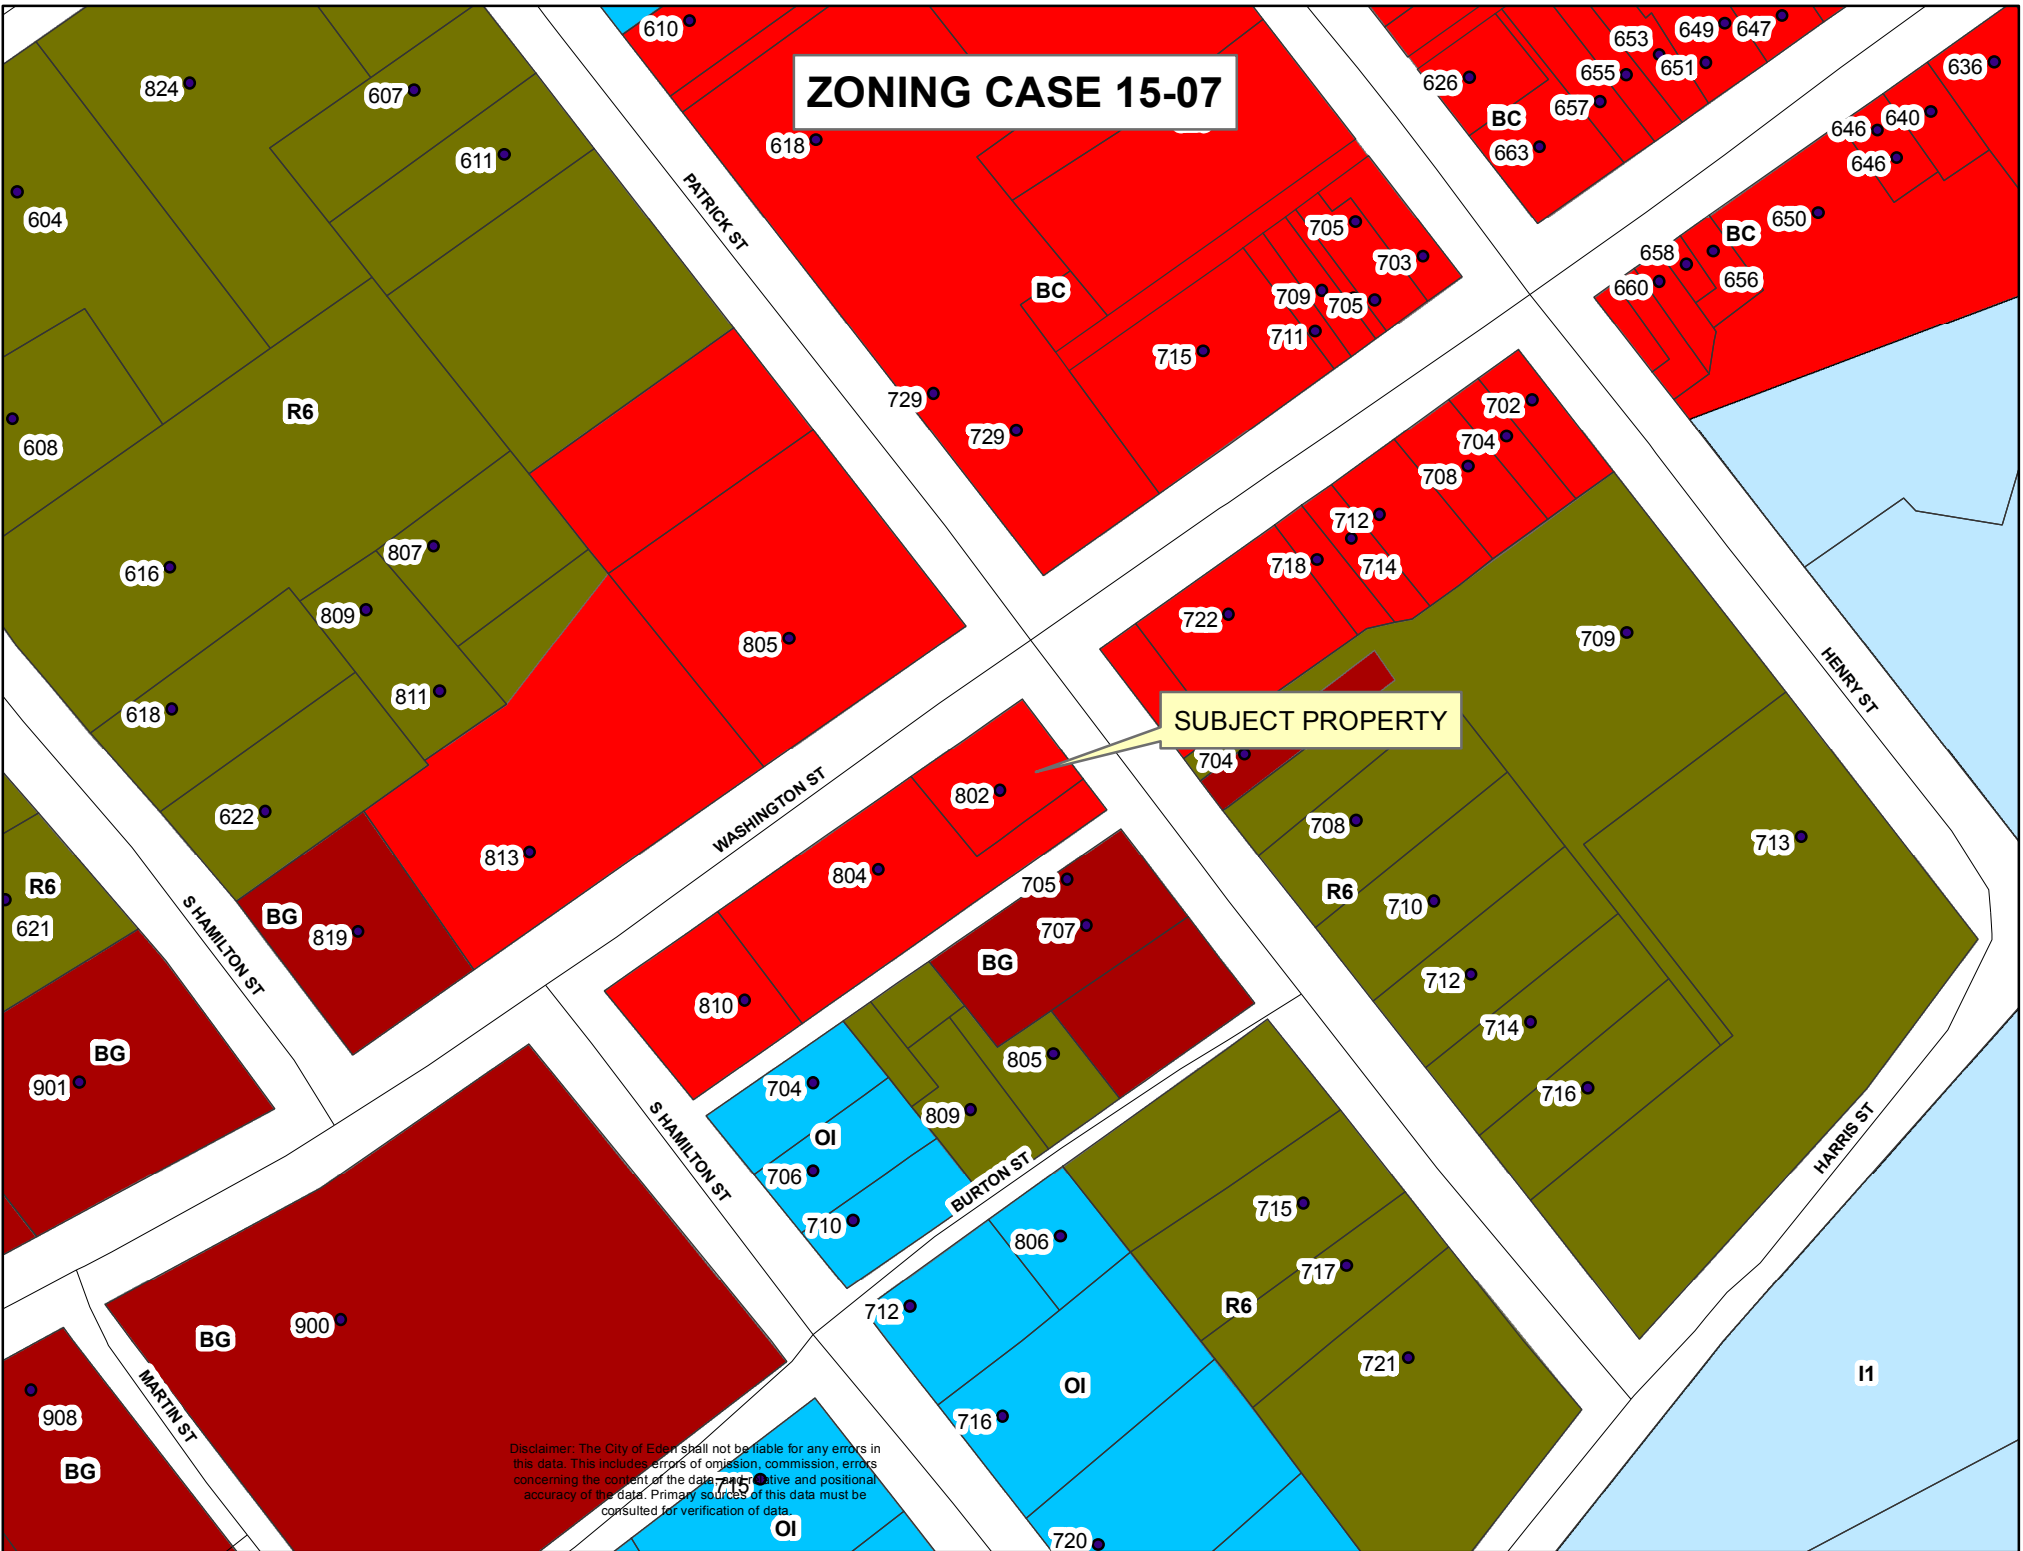 ZONING CASE 15-07
610
653
649
647
824
607
626
655
651
636
657
BC
663
646
640
646
618
611
604
PATRICK ST
705
650
BC
703
658
656
660
BC
709
705
711
715
R6
729
729
702
704
708
608
807
712
714
718
616
809
805
722
709
HENRY ST
811
618
SUBJECT PROPERTY
704
802
622
WASHINGTON ST
708
713
813
804
705
R6
621
R6
710
S HAMILTON ST
BG
819
707
BG
712
810
714
BG
901
805
704
716
809
OI
S HAMILTON ST
706
BURTON ST
HARRIS ST
710
715
806
717
712
R6
900
BG
721
OI
I1
MARTIN ST
908
716
BG
Disclaimer: The City of Eden shall not be liable for any errors in
this data. This includes errors of omission, commission, errors
concerning the content of the data, and relative and positional
accuracy of the data. Primary sources of this data must be
consulted for verification of data.
715
OI
720